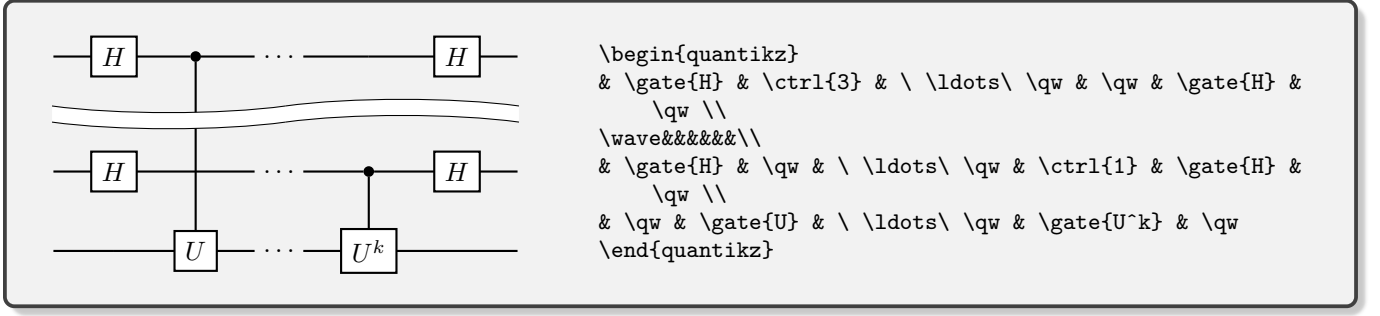 H ··· H
H ··· H
U ··· U^k
\begin{quantikz}
& \gate{H} & \ctrl{3} & \ \ldots\ \qw & \qw & \gate{H} &
\qw \\
\wave&&&&&&\\
& \gate{H} & \qw & \ \ldots\ \qw & \ctrl{1} & \gate{H} &
\qw \\
& \qw & \gate{U} & \ \ldots\ \qw & \gate{U^k} & \qw
\end{quantikz}